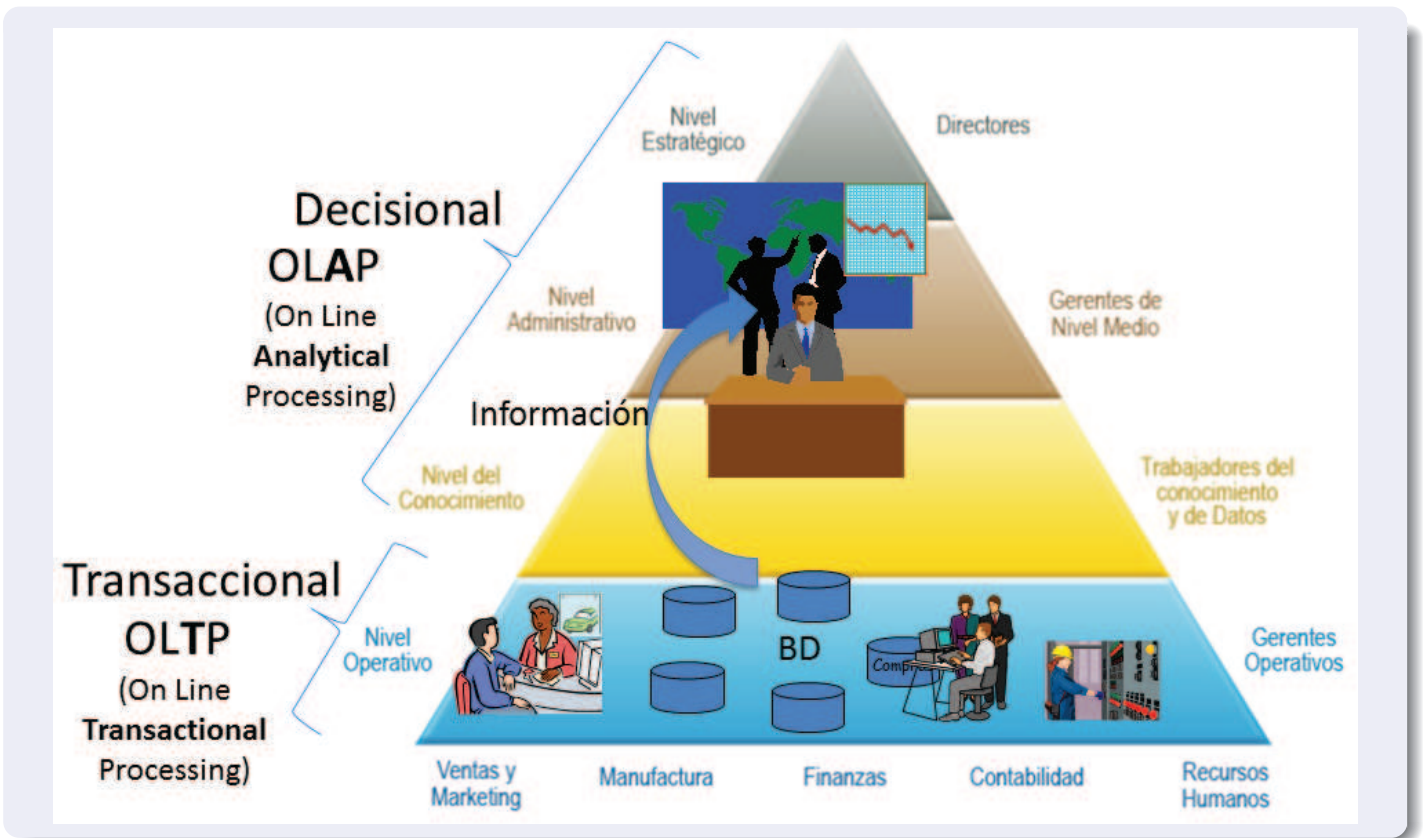 Nivel
Estratégico
Directores
Decisional
OLAP
(On Line
Analytical
Processing)
Nivel
Administrativo
Gerentes de
Nivel Medio
Información
Nivel del
Conocimiento
Trabajadores del
conocimiento
y de Datos
Transaccional
OLTP
(On Line
Transactional
Processing)
Nivel
Operativo
BD
Gerentes
Operativos
Ventas y
Marketing
Manufactura
Finanzas
Contabilidad
Recursos
Humanos